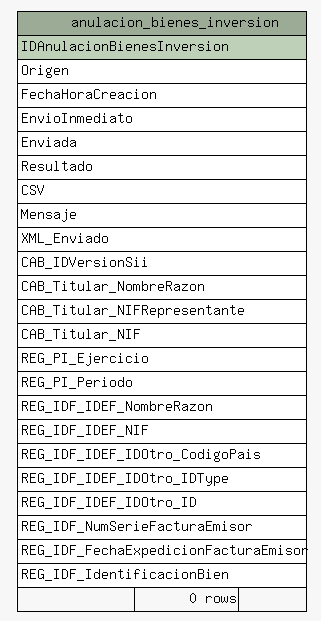 anulacion_bienes_inversion
IDAnulacionBienesInversion
Origen
FechaHoraCreacion
EnvioInmediato
Enviada
Resultado
CSV
Mensaje
XML_Enviado
CAB_IDVersionSii
CAB_Titular_NombreRazon
CAB_Titular_NIFRepresentante
CAB_Titular_NIF
REG_PI_Ejercicio
REG_PI_Periodo
REG_IDF_IDEF_NombreRazon
REG_IDF_IDEF_NIF
REG_IDF_IDEF_IDOtro_CodigoPais
REG_IDF_IDEF_IDOtro_IDType
REG_IDF_IDEF_IDOtro_ID
REG_IDF_NumSerieFacturaEmisor
REG_IDF_FechaExpedicionFacturaEmisor
REG_IDF_IdentificacionBien
0 rows